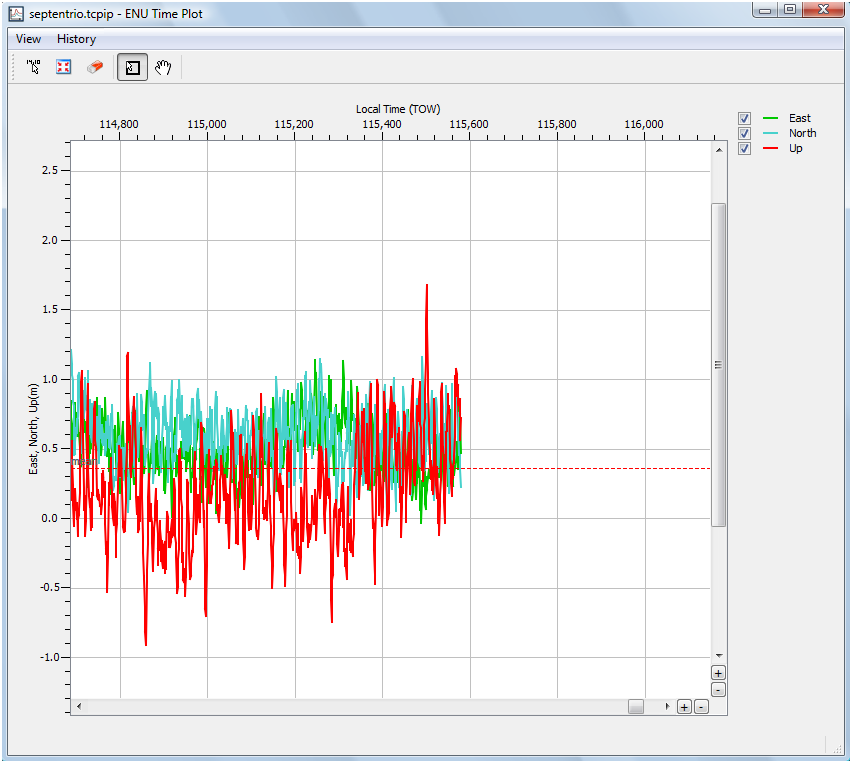 septentrio.tcpip - ENU Time Plot
View History
Local Time (TOW)
114,800 115,000 115,200 115,400 115,600 115,800 116,000
East
North
Up
2.5
2.0
1.5
1.0
0.5
0.0
-0.5
-1.0
East, North, Up(m)
mean
+
-
+ -